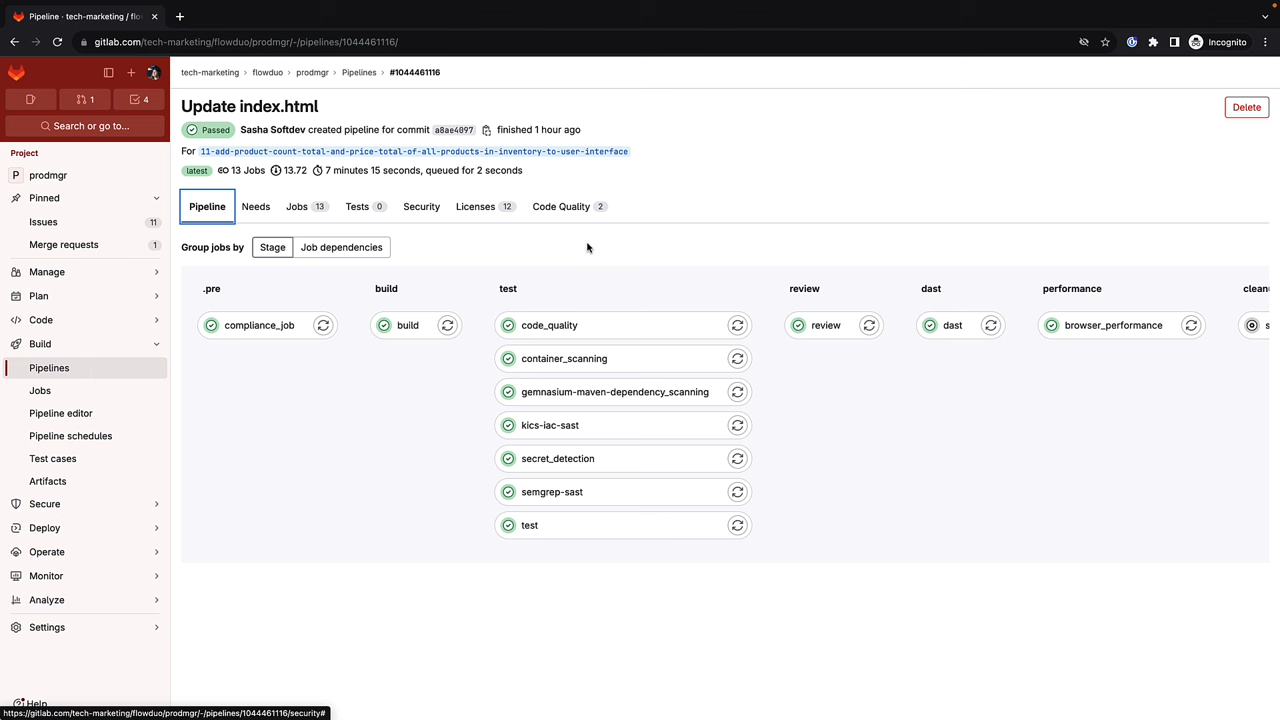 Pipeline · tech-marketing / flo
gitlab.com/tech-marketing/flowduo/prodmgr/-/pipelines/1044461116/
Incognito
1
4
Search or go to...
Project
P prodmgr
Pinned
Issues 11
Merge requests 1
Manage
Plan
Code
Build
Pipelines
Jobs
Pipeline editor
Pipeline schedules
Test cases
Artifacts
Secure
Deploy
Operate
Monitor
Analyze
Settings
Help
https://gitlab.com/tech-marketing/flowduo/prodmgr/-/pipelines/1044461116/security#
tech-marketing › flowduo › prodmgr › Pipelines › #1044461116
Update index.html
Delete
Passed Sasha Softdev created pipeline for commit a8ae4097 finished 1 hour ago
For 11-add-product-count-total-and-price-total-of-all-products-in-inventory-to-user-interface
latest 13 Jobs 13.72 7 minutes 15 seconds, queued for 2 seconds
Pipeline Needs Jobs 13 Tests 0 Security Licenses 12 Code Quality 2
Group jobs by Stage Job dependencies
.pre build test review dast performance cleanu
compliance_job build code_quality review dast browser_performance s
container_scanning
gemnasium-maven-dependency_scanning
kics-iac-sast
secret_detection
semgrep-sast
test